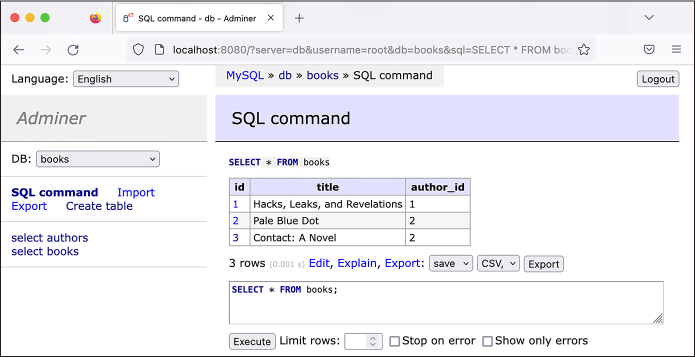 SQL command - db - Adminer
localhost:8080/?server=db&username=root&db=books&sql=SELECT * FROM boo
Language: English
MySQL » db » books » SQL command
Logout
Adminer
SQL command
DB: books
SQL command Import
Export Create table
select authors
select books
SELECT * FROM books
id title author_id
1 Hacks, Leaks, and Revelations 1
2 Pale Blue Dot 2
3 Contact: A Novel 2
3 rows (0.001 s) Edit, Explain, Export: save CSV, Export
SELECT * FROM books;
Execute Limit rows: Stop on error Show only errors